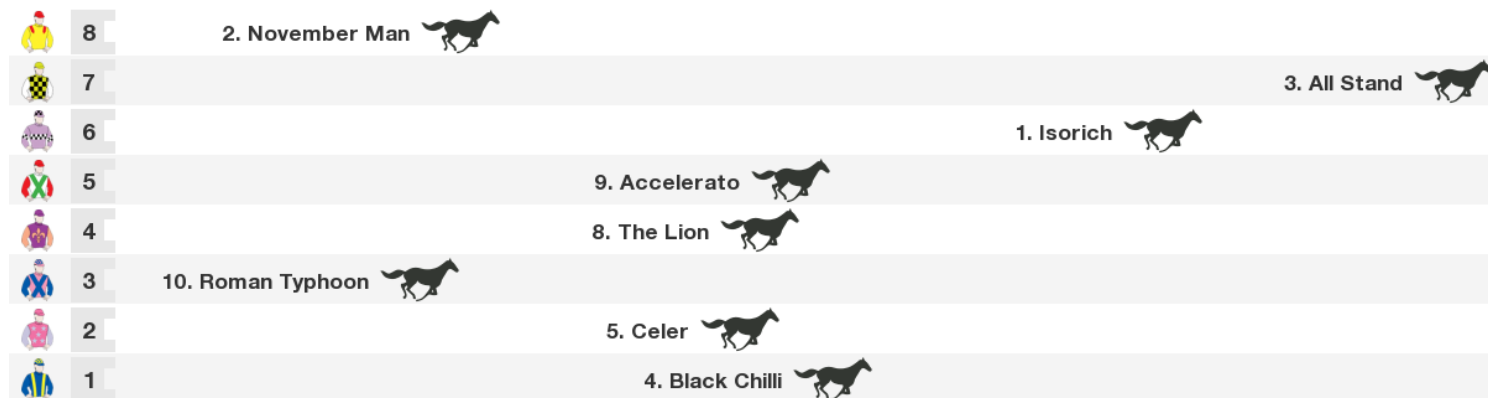 8 2. November Man
7 3. All Stand
6 1. Isorich
5 9. Accelerato
4 8. The Lion
3 10. Roman Typhoon
2 5. Celer
1 4. Black Chilli